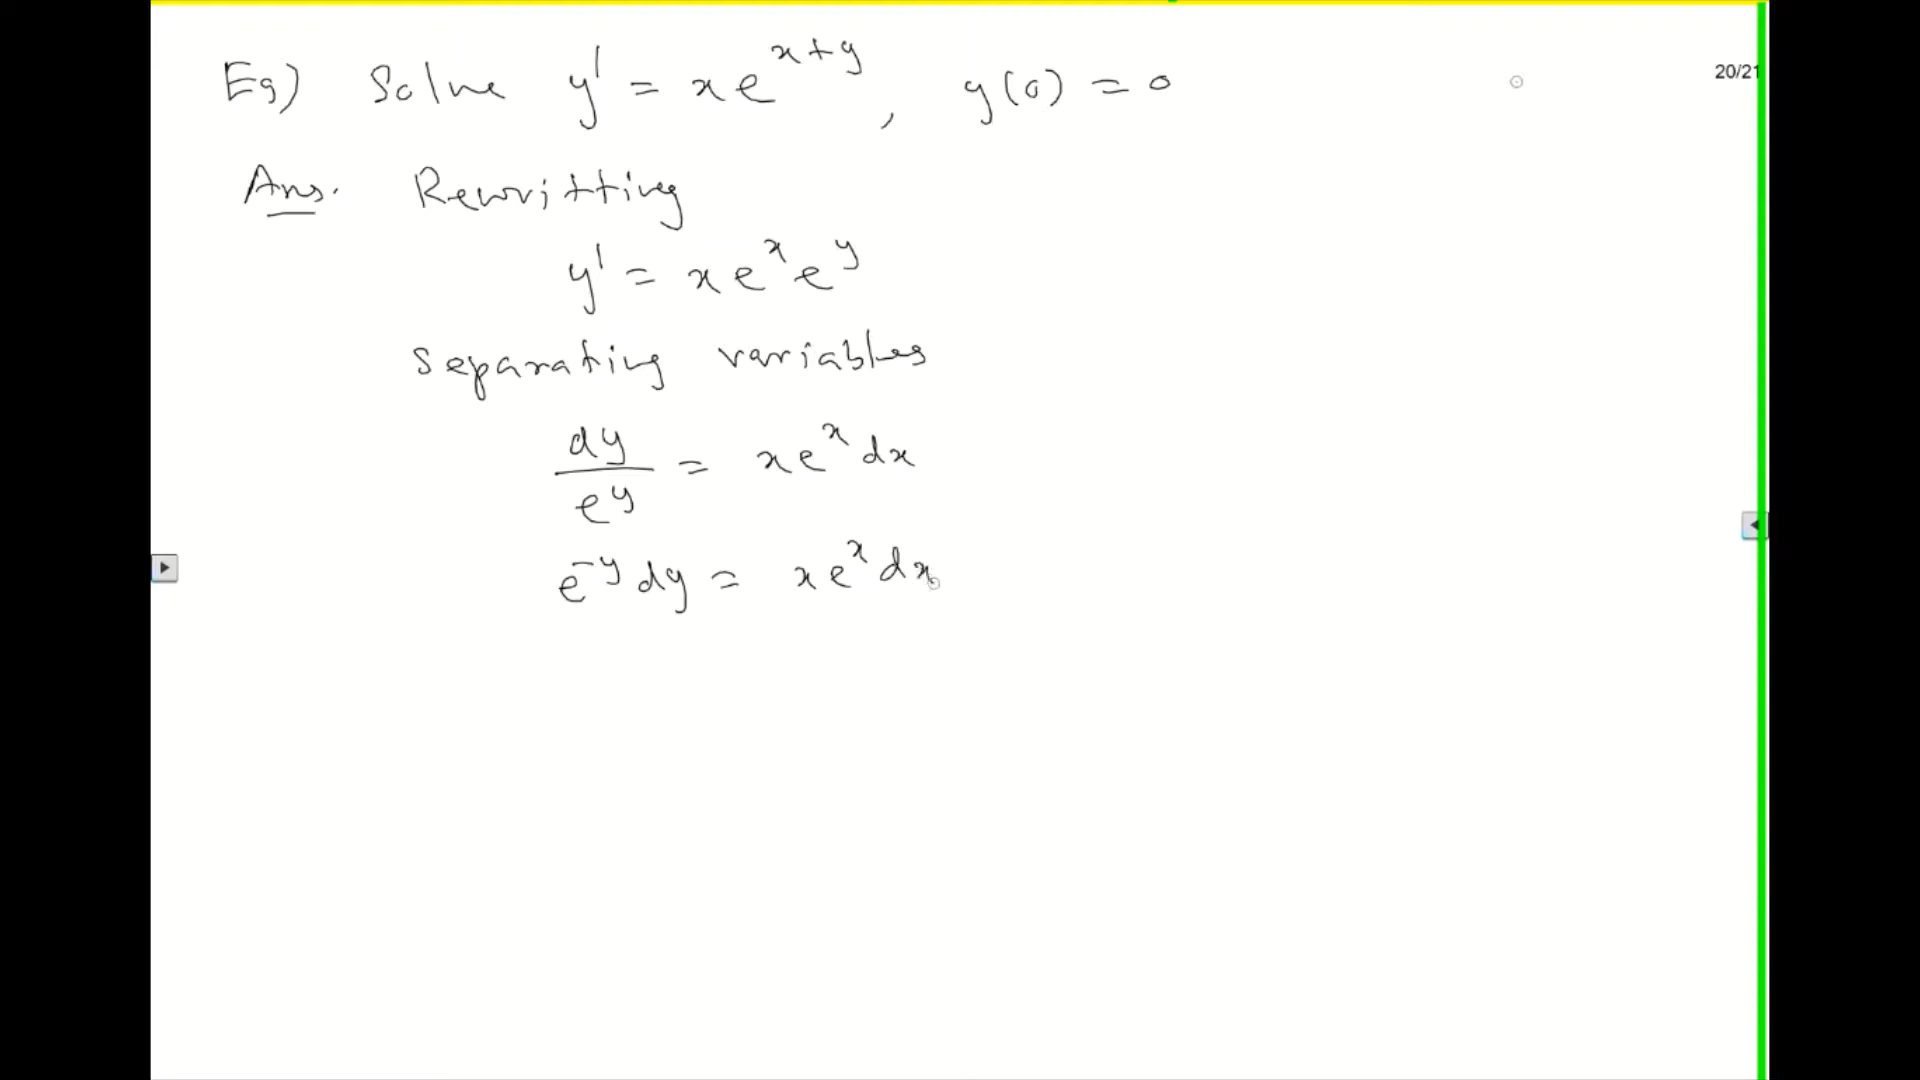 Eg) Solve y' = xe^{x+y}, y(0) = 0
20/21
Ans. Rewritting
y' = xe^x e^y
Separating variables
dy/e^y = xe^x dx
e^{-y} dy = xe^x dx